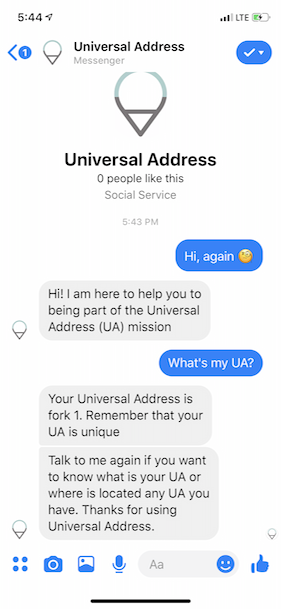 5:44
LTE
1
Universal Address
Messenger
Universal Address
0 people like this
Social Service
5:43 PM
Hi, again 🧐
Hi! I am here to help you to
being part of the Universal
Address (UA) mission
What's my UA?
Your Universal Address is
fork 1. Remember that your
UA is unique
Talk to me again if you want
to know what is your UA or
where is located any UA you
have. Thanks for using
Universal Address.
Aa